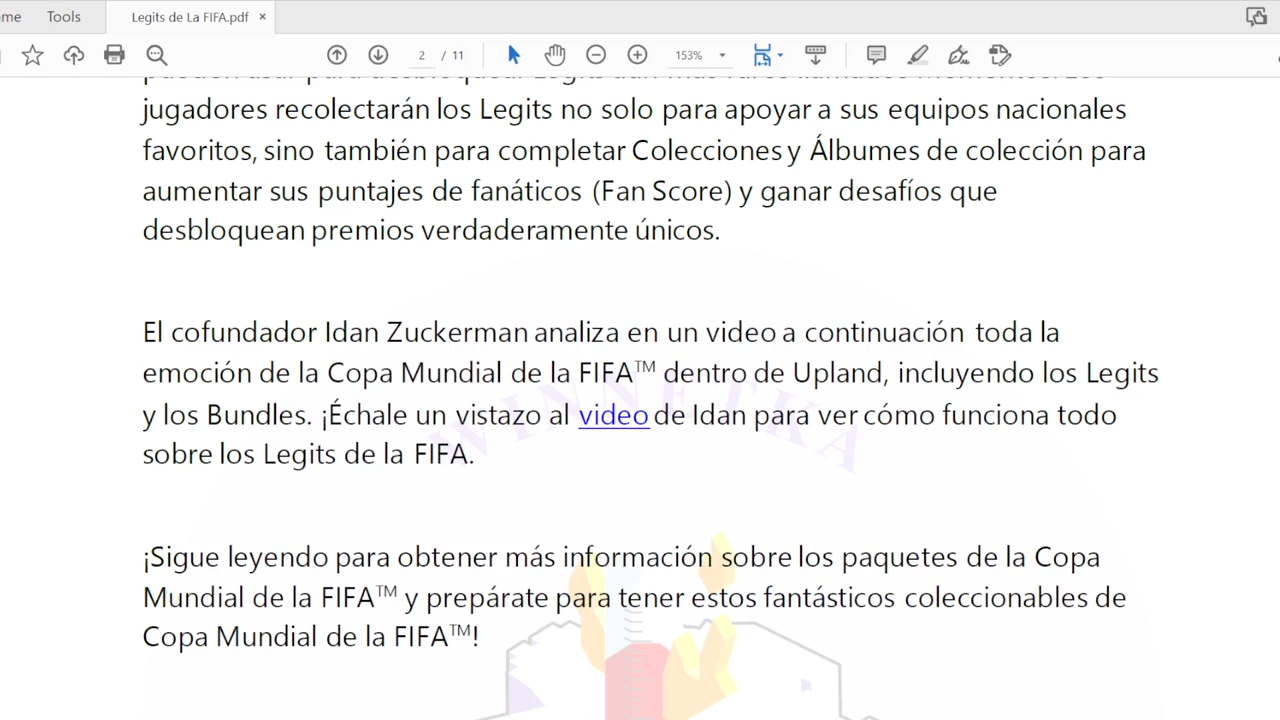 ome Tools Legits de La FIFA.pdf ×
2 / 11 153%
jugadores recolectarán los Legits no solo para apoyar a sus equipos nacionales
favoritos, sino también para completar Colecciones y Álbumes de colección para
aumentar sus puntajes de fanáticos (Fan Score) y ganar desafíos que
desbloquean premios verdaderamente únicos.
El cofundador Idan Zuckerman analiza en un video a continuación toda la
emoción de la Copa Mundial de la FIFA™ dentro de Upland, incluyendo los Legits
y los Bundles. ¡Échale un vistazo al video de Idan para ver cómo funciona todo
sobre los Legits de la FIFA.
WINNETKA
¡Sigue leyendo para obtener más información sobre los paquetes de la Copa
Mundial de la FIFA™ y prepárate para tener estos fantásticos coleccionables de
Copa Mundial de la FIFA™!